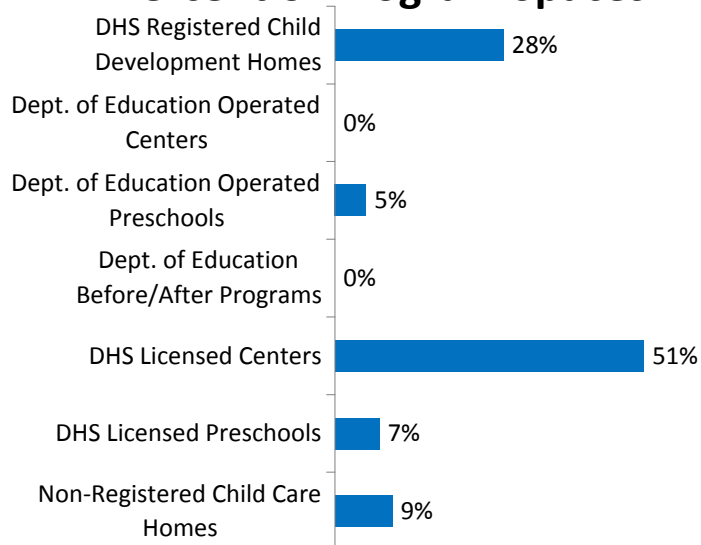 DHS Registered Child
Development Homes
28%
Dept. of Education Operated
Centers
0%
Dept. of Education Operated
Preschools
5%
Dept. of Education
Before/After Programs
0%
DHS Licensed Centers
51%
DHS Licensed Preschools
7%
Non-Registered Child Care
Homes
9%